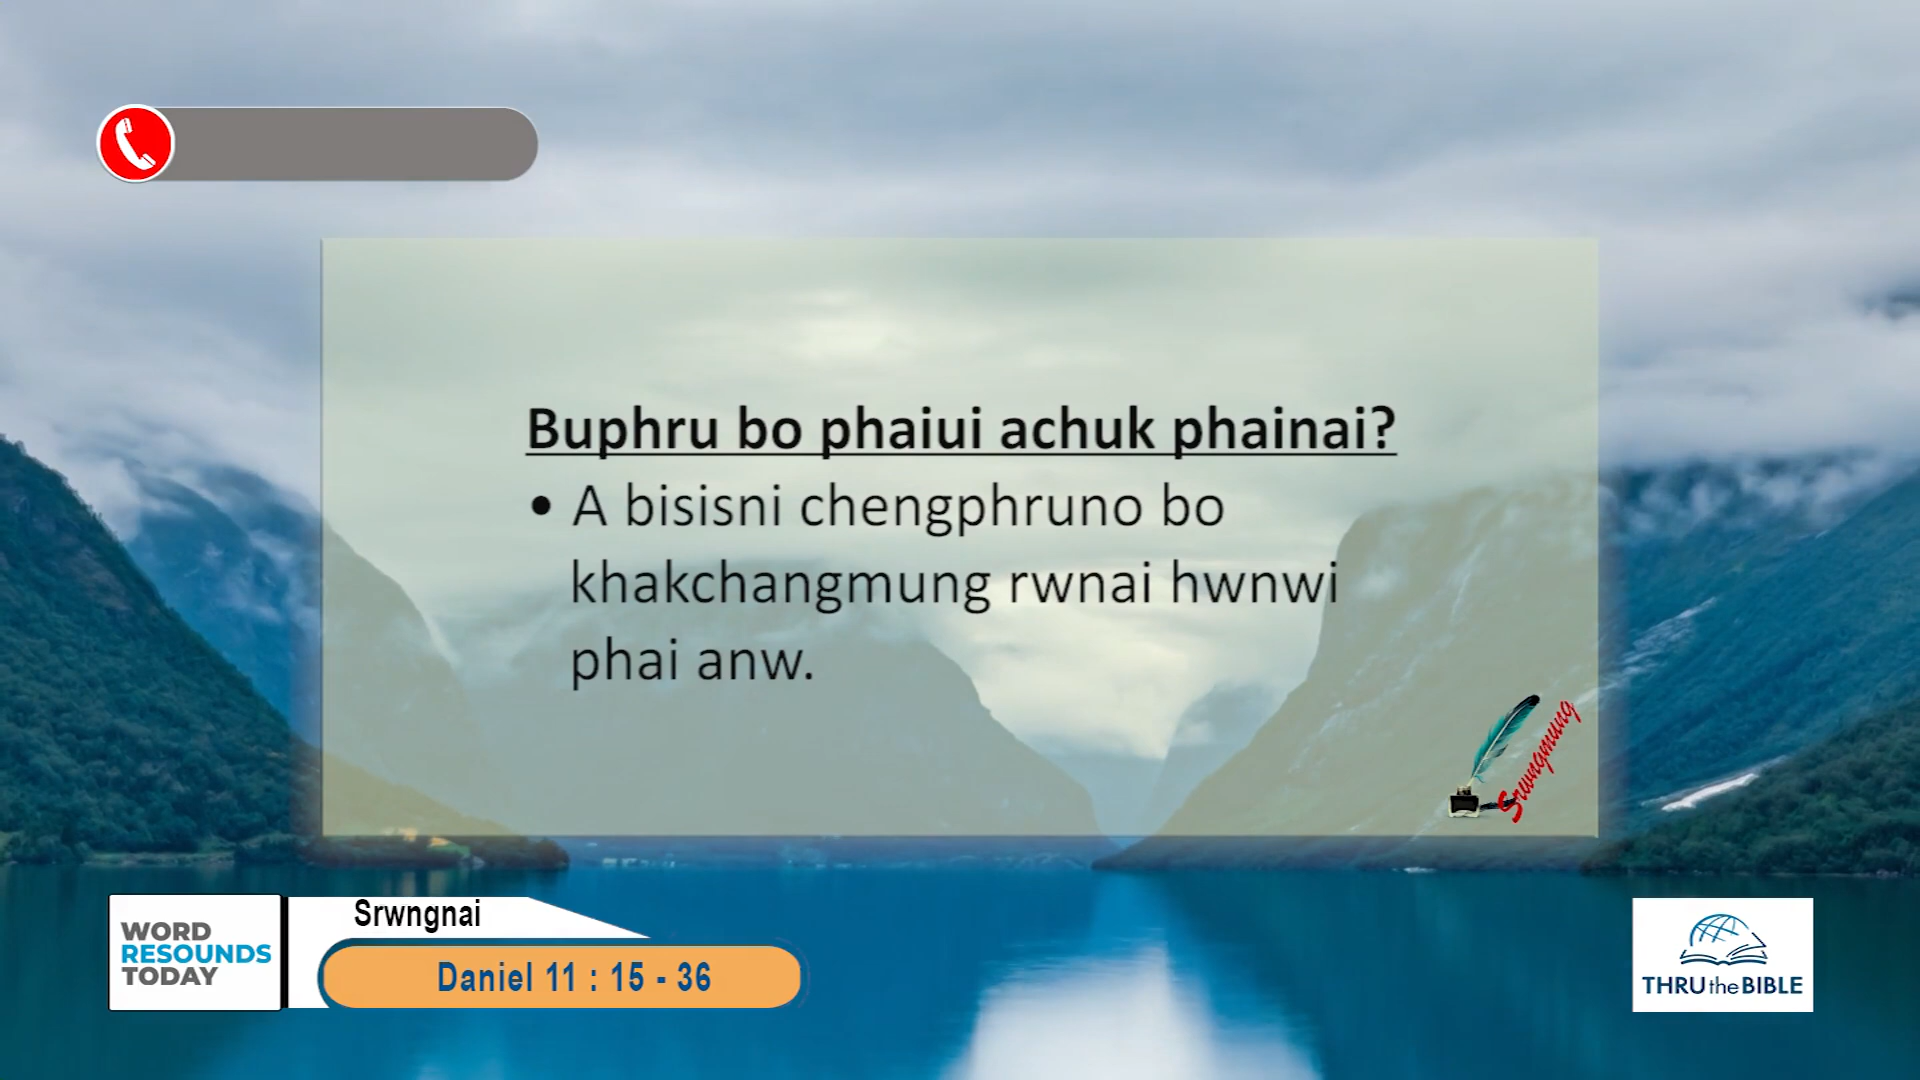 Buphru bo phaiui achuk phainai?
• A bisisni chengphruno bo
khakchangmung rwnai hwnwi
phai anw.
Srwngmung
WORD
RESOUNDS
TODAY
Srwngnai
Daniel 11 : 15 - 36
THRU the BIBLE